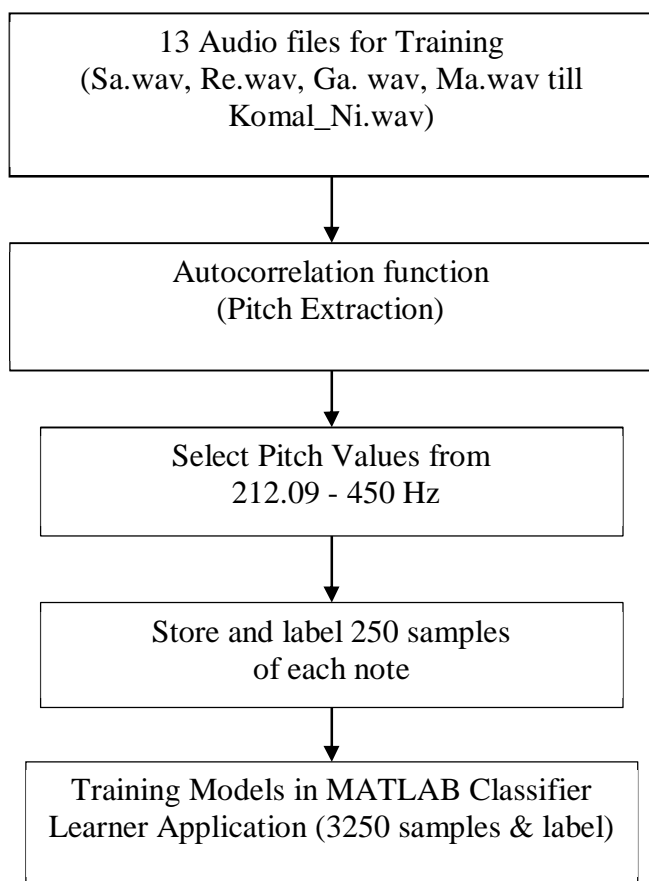 13 Audio files for Training
(Sa.wav, Re.wav, Ga. wav, Ma.wav till
Komal_Ni.wav)
Autocorrelation function
(Pitch Extraction)
Select Pitch Values from
212.09 - 450 Hz
Store and label 250 samples
of each note
Training Models in MATLAB Classifier
Learner Application (3250 samples & label)